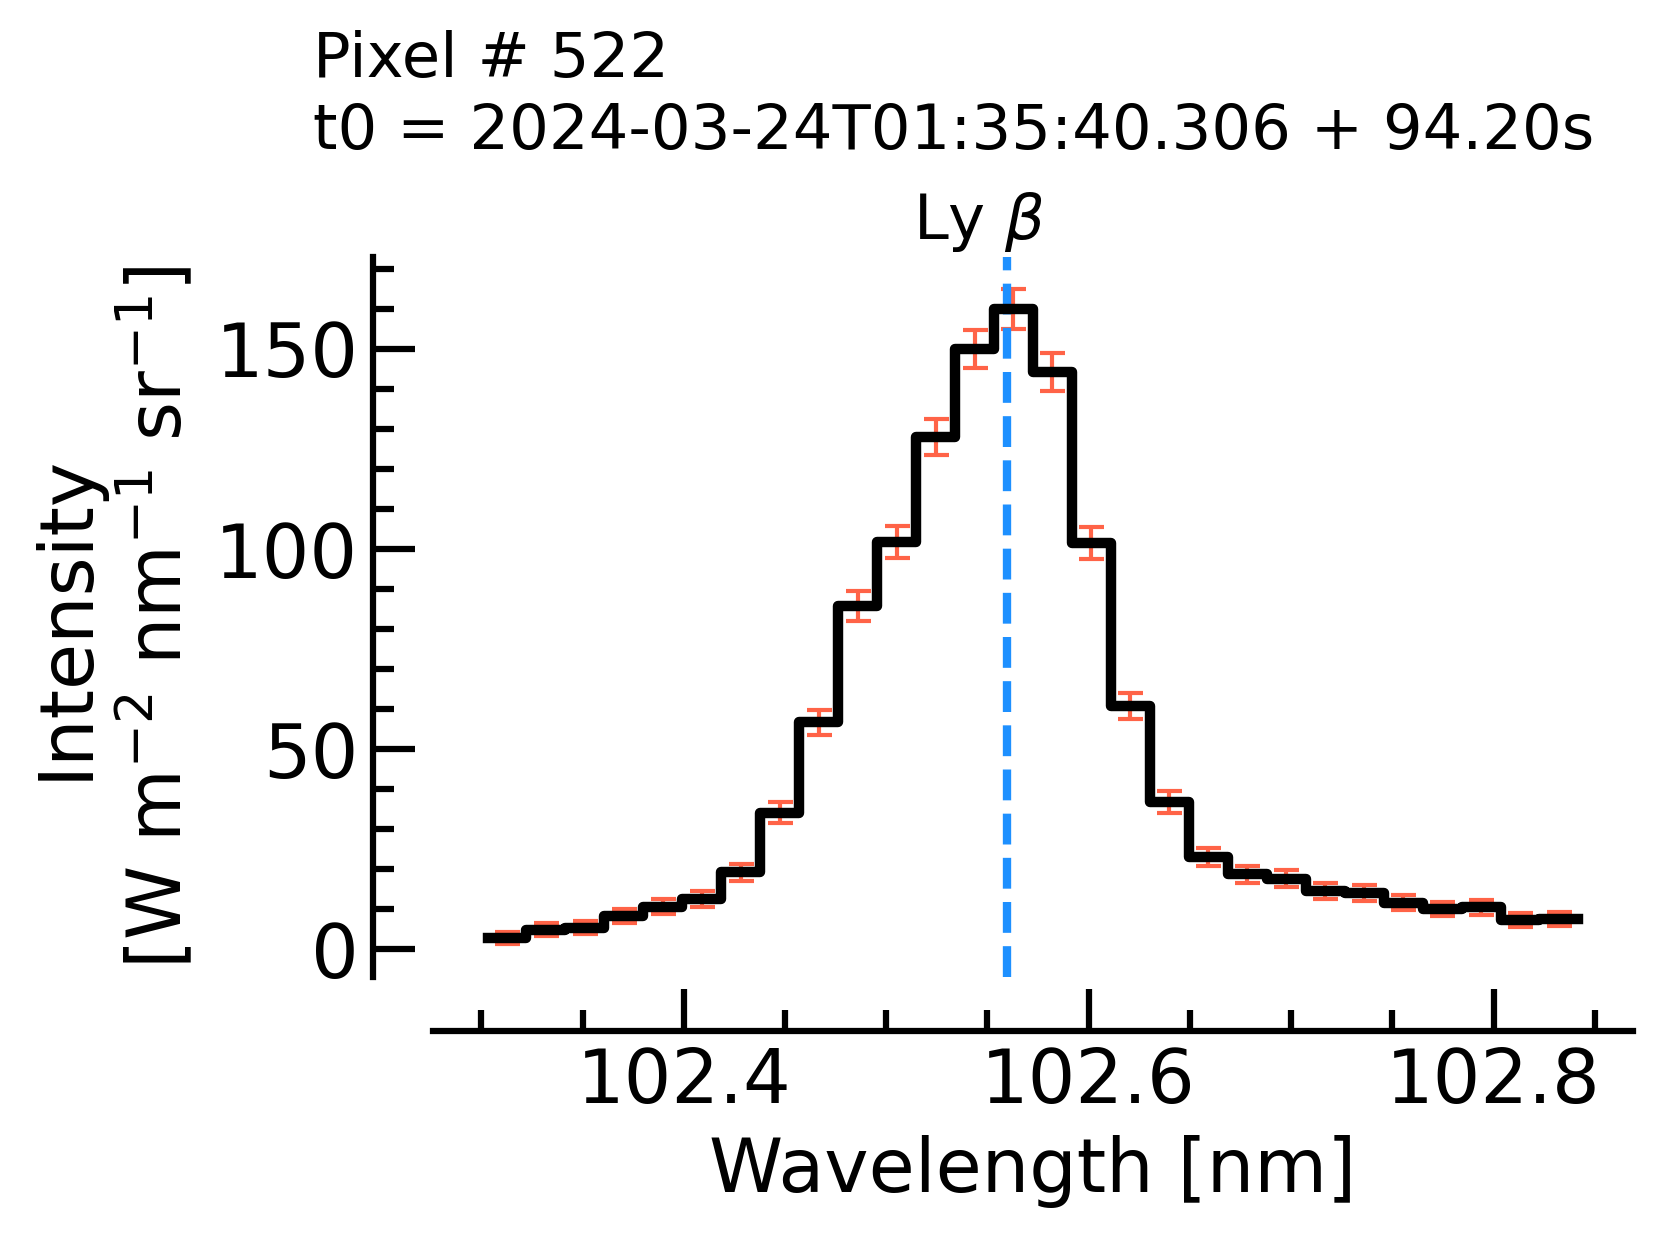 Pixel # 522
t0 = 2024-03-24T01:35:40.306 + 94.20s
Ly β
Intensity
[W m⁻² nm⁻¹ sr⁻¹]
150
100
50
0
102.4 102.6 102.8
Wavelength [nm]